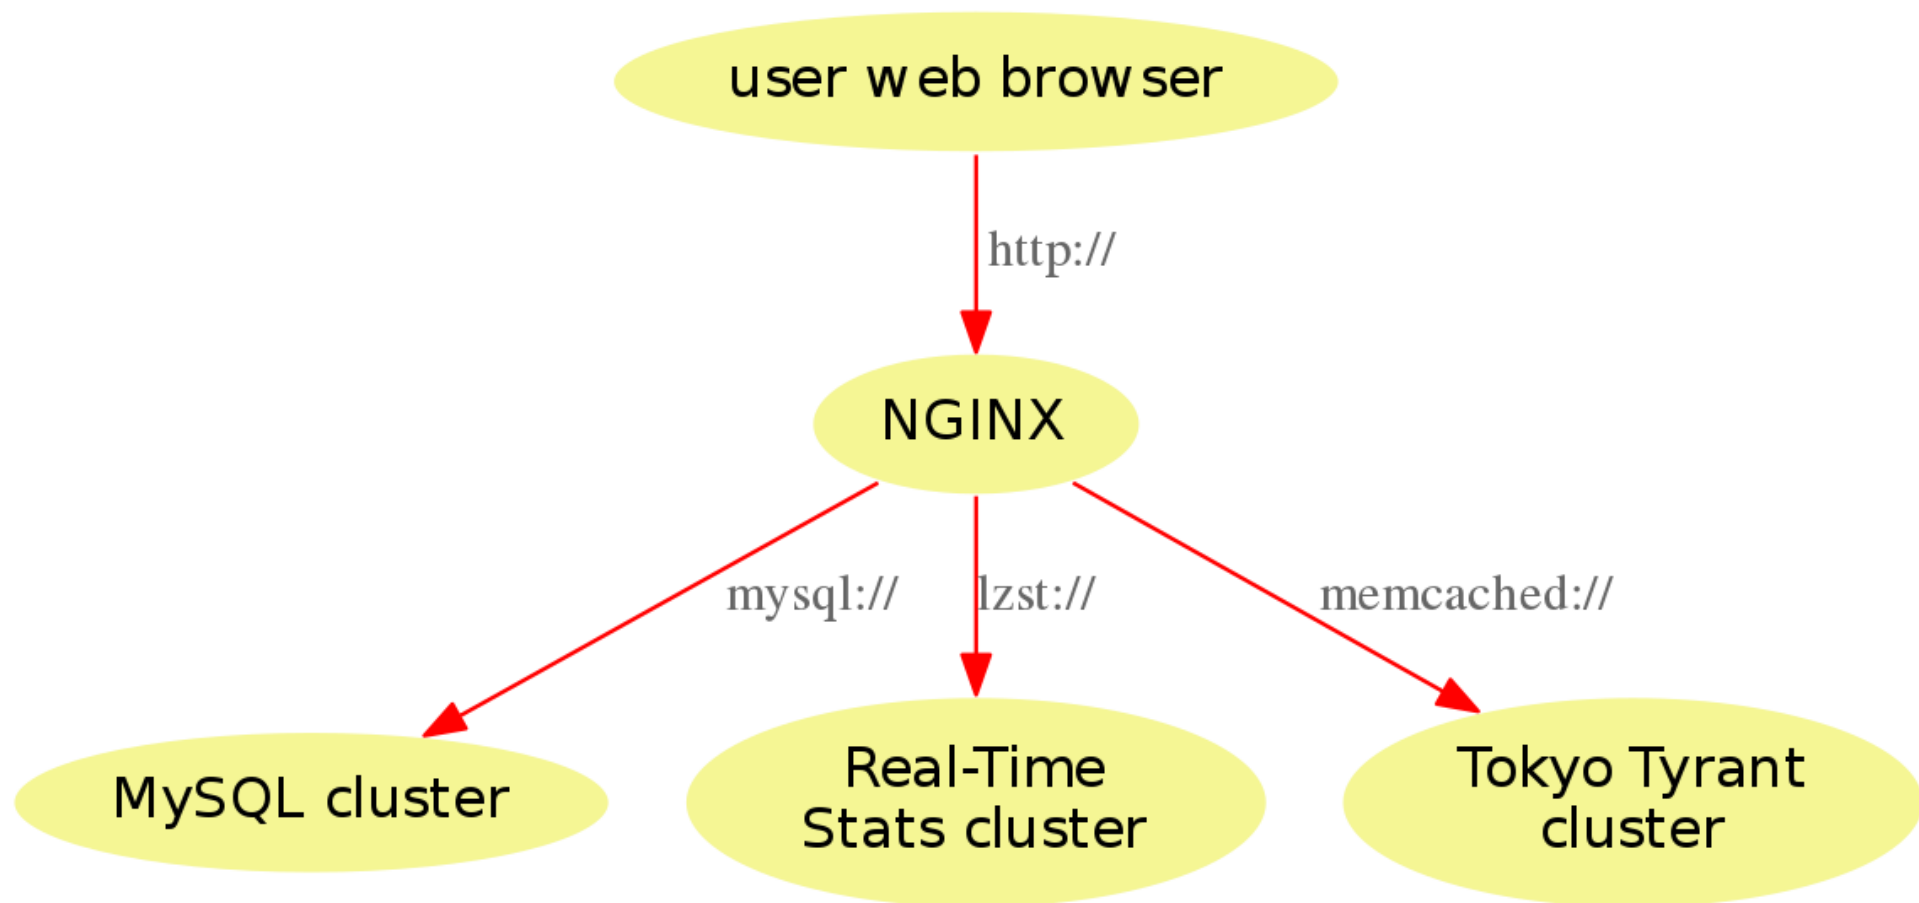 user web browser
http://
NGINX
mysql://
lzst://
memcached://
MySQL cluster
Real-Time
Stats cluster
Tokyo Tyrant
cluster